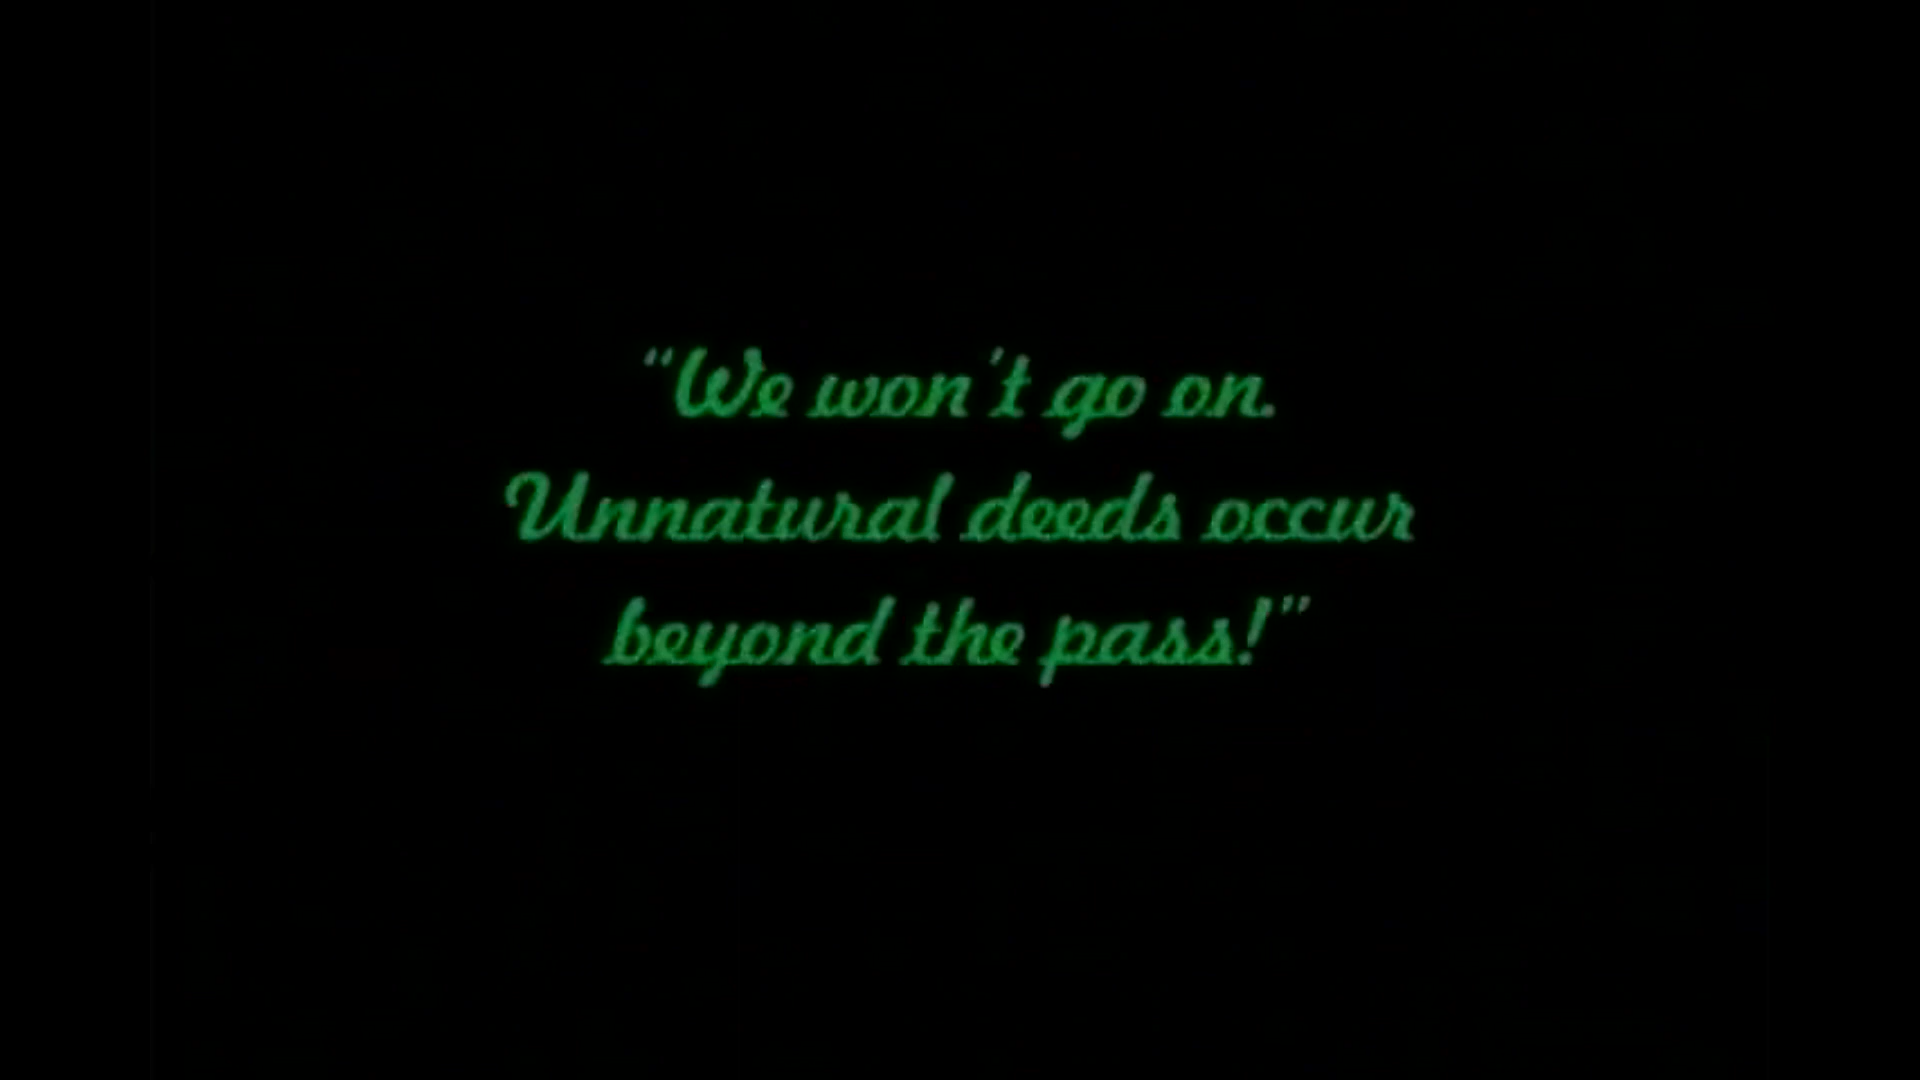 “We won't go on.
Unnatural deeds occur
beyond the pass!”